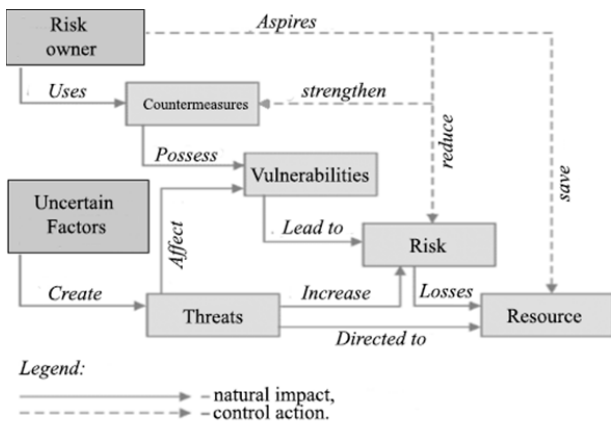 Risk
owner
Aspires
Uses
Countermeasures
strengthen
Possess
reduce
save
Vulnerabilities
Uncertain
Factors
Affect
Lead to
Risk
Create
Threats
Increase
Losses
Resource
Directed to
Legend:
– natural impact,
– control action.